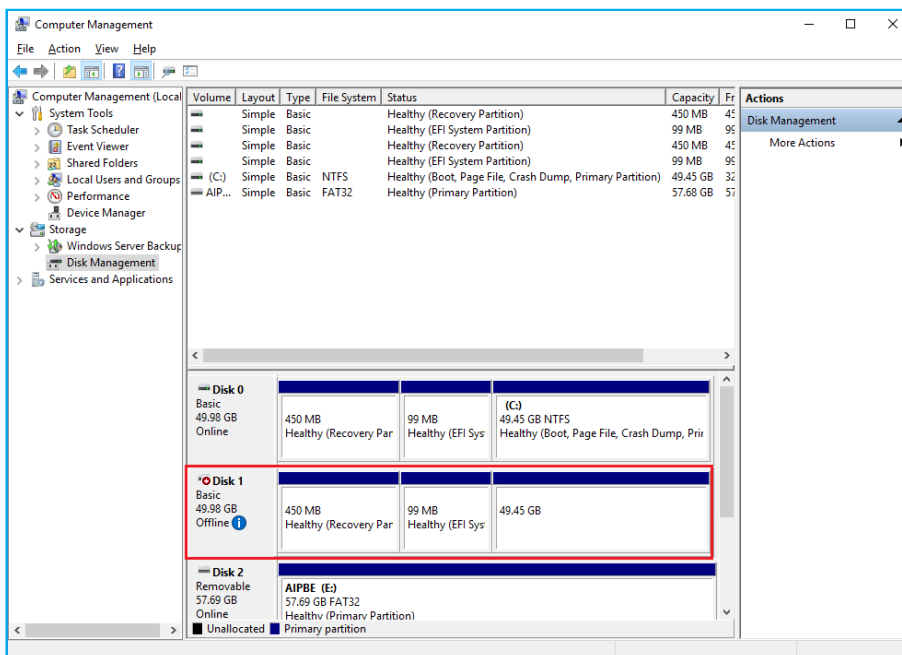 Computer Management
File Action View Help
Computer Management (Local
System Tools
Task Scheduler
Event Viewer
Shared Folders
Local Users and Groups
Performance
Device Manager
Storage
Windows Server Backup
Disk Management
Services and Applications
Volume Layout Type File System Status Capacity Fr
Simple Basic Healthy (Recovery Partition) 450 MB 45
Simple Basic Healthy (EFI System Partition) 99 MB 99
Simple Basic Healthy (Recovery Partition) 450 MB 45
Simple Basic Healthy (EFI System Partition) 99 MB 99
(C:) Simple Basic NTFS Healthy (Boot, Page File, Crash Dump, Primary Partition) 49.45 GB 32
AIP... Simple Basic FAT32 Healthy (Primary Partition) 57.68 GB 57
Actions
Disk Management
More Actions
Disk 0
Basic
49.98 GB
Online
450 MB
Healthy (Recovery Par
99 MB
Healthy (EFI Sys
(C:)
49.45 GB NTFS
Healthy (Boot, Page File, Crash Dump, Pri
Disk 1
Basic
49.98 GB
Offline
450 MB
Healthy (Recovery Par
99 MB
Healthy (EFI Sys
49.45 GB
Disk 2
Removable
57.69 GB
Online
AIPBE (E:)
57.69 GB FAT32
Healthy (Primary Partition)
Unallocated Primary partition